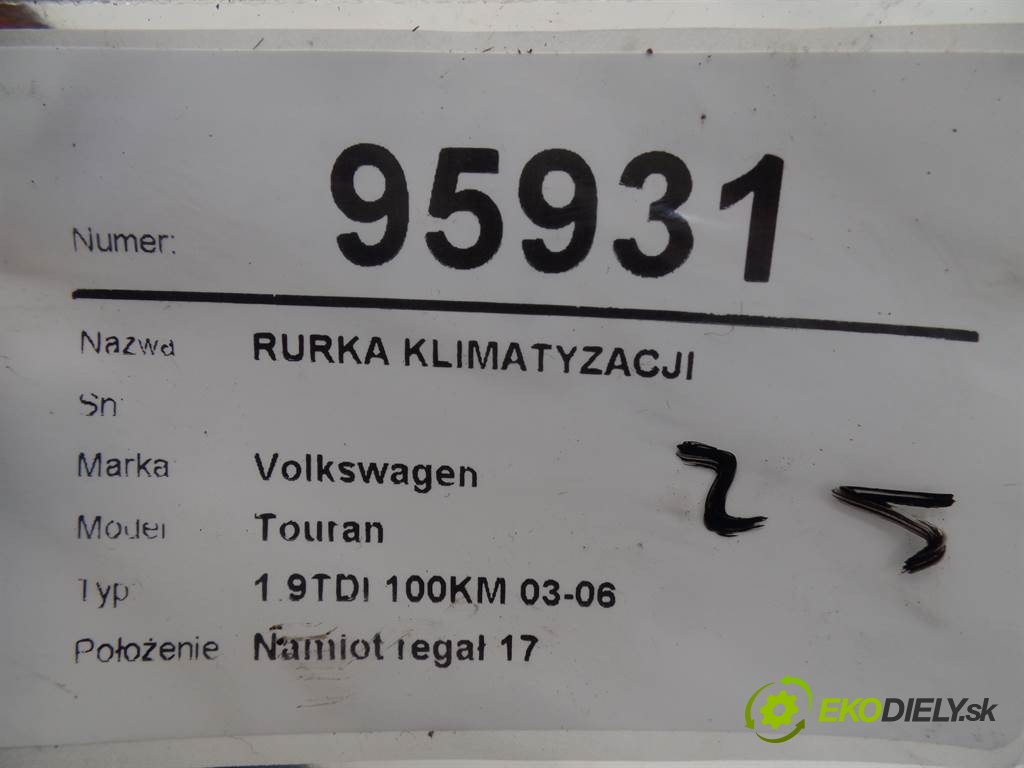 Numer: 95931
Nazwa RURKA KLIMATYZACJI
Sn
Marka Volkswagen
Model Touran
Typ 1.9TDI 100KM 03-06
Położenie Namiot regał 17
25
EKODIELY.sk